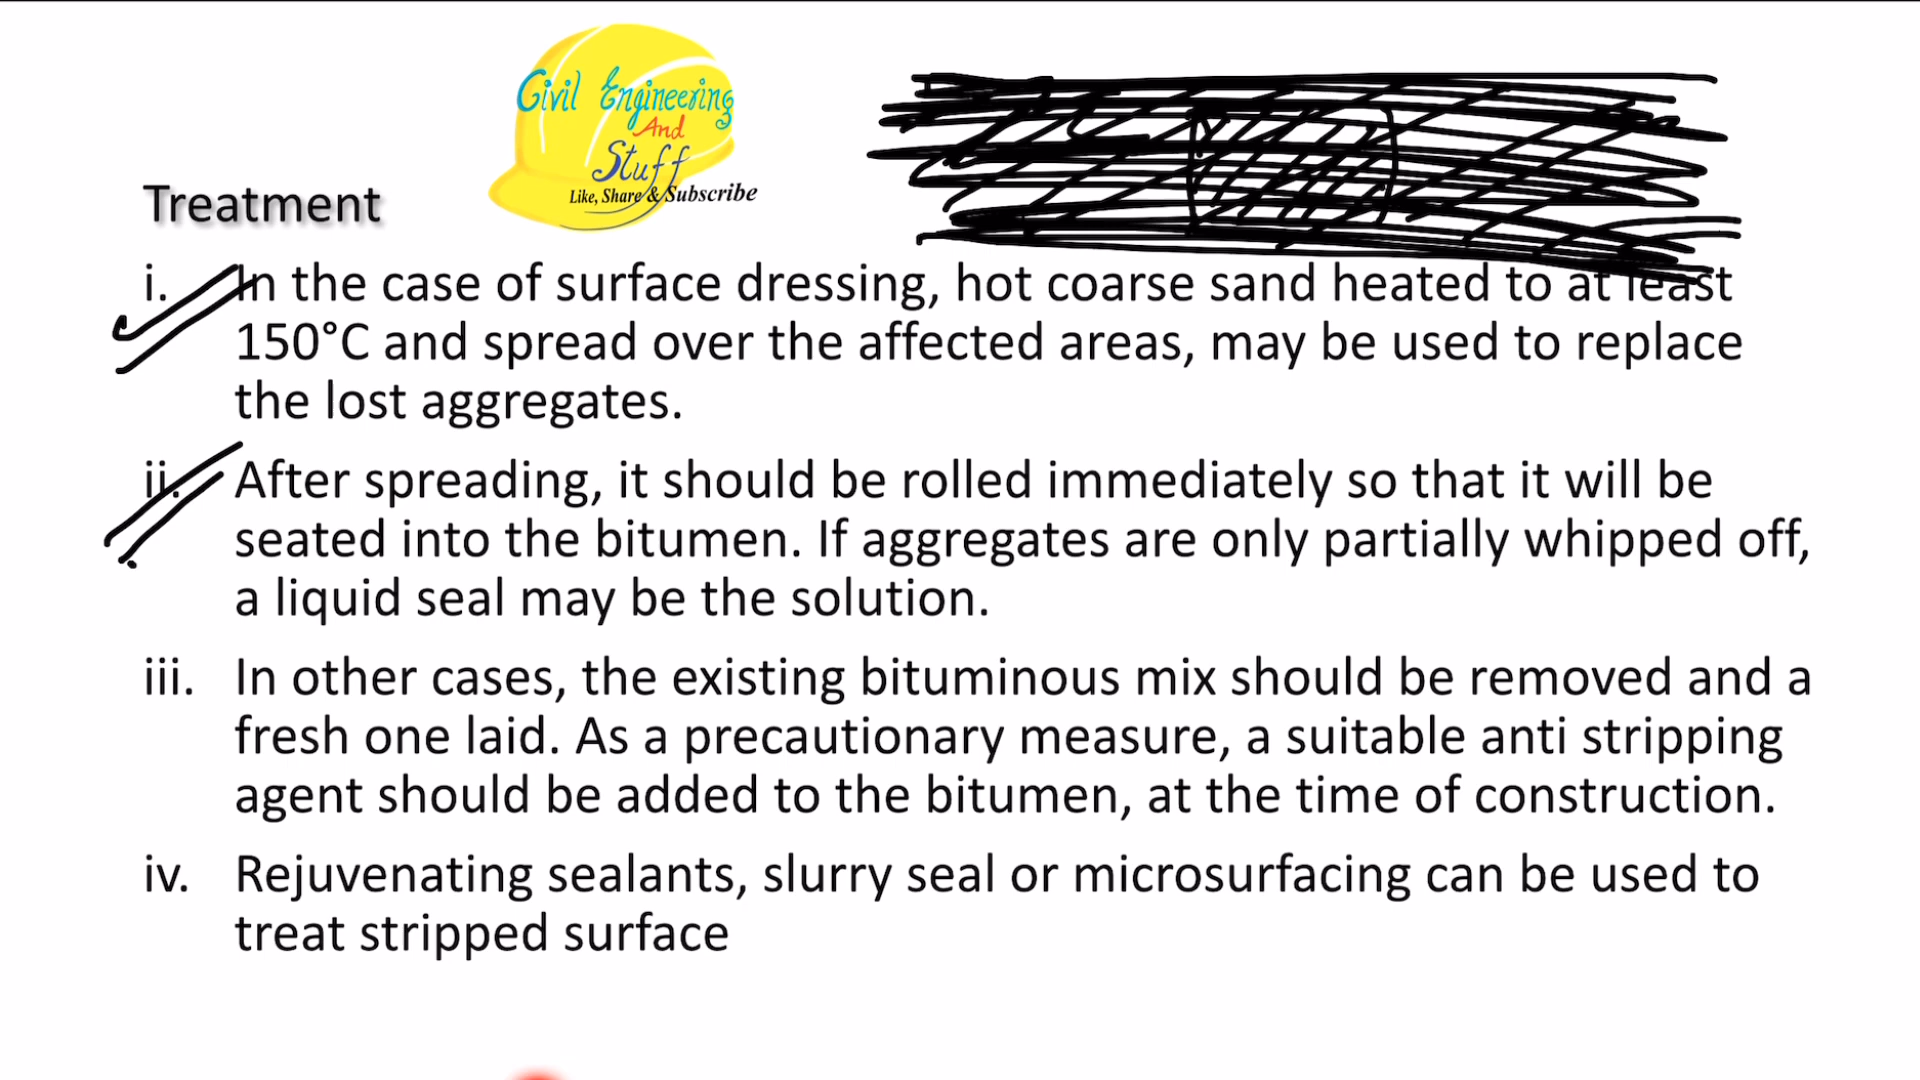 Civil Engineering
And
Stuff
Like, Share & Subscribe
Treatment
i. In the case of surface dressing, hot coarse sand heated to at least
150°C and spread over the affected areas, may be used to replace
the lost aggregates.
ii. After spreading, it should be rolled immediately so that it will be
seated into the bitumen. If aggregates are only partially whipped off,
a liquid seal may be the solution.
iii. In other cases, the existing bituminous mix should be removed and a
fresh one laid. As a precautionary measure, a suitable anti stripping
agent should be added to the bitumen, at the time of construction.
iv. Rejuvenating sealants, slurry seal or microsurfacing can be used to
treat stripped surface